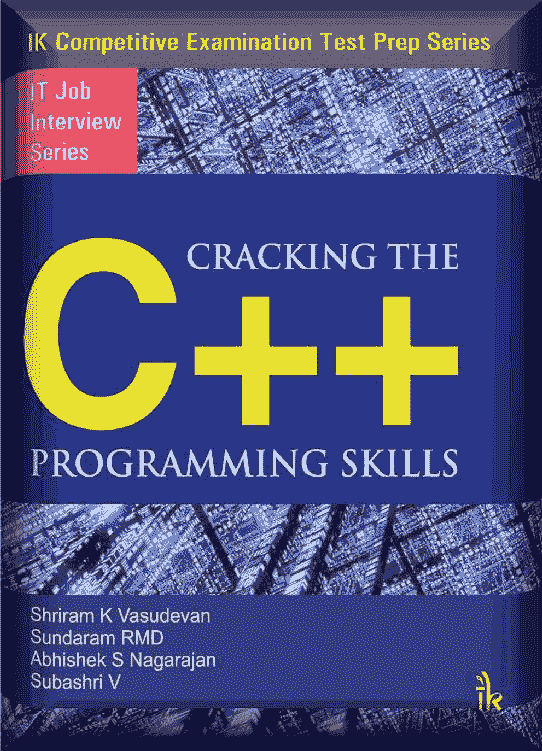 IK Competitive Examination Test Prep Series
IT Job
Interview
Series
CRACKING THE
C++
PROGRAMMING SKILLS
Shriram K Vasudevan
Sundaram RMD
Abhishek S Nagarajan
Subashri V
ik